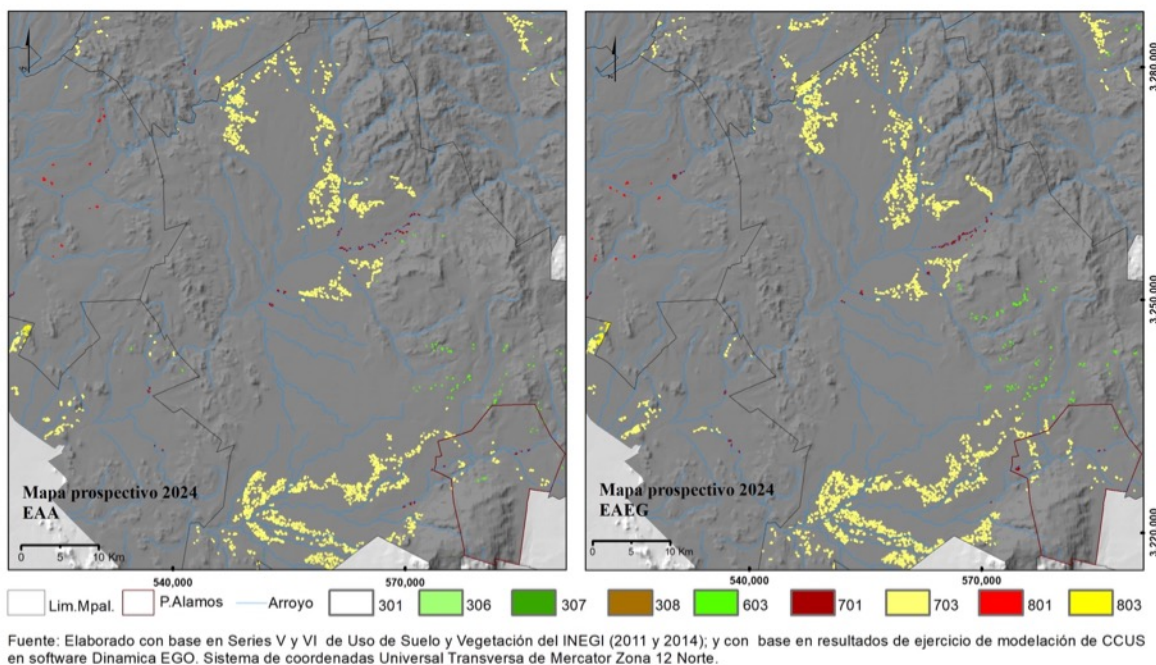 3,280,000
3,250,000
3,220,000
Mapa prospectivo 2024
EAA
0 5 10 Km
Mapa prospectivo 2024
EAEG
0 5 10 Km
540,000 570,000 540,000 570,000
Lim.Mpal. P.Alamos Arroyo 301 306 307 308 603 701 703 801 803
Fuente: Elaborado con base en Series V y VI de Uso de Suelo y Vegetación del INEGI (2011 y 2014); y con base en resultados de ejercicio de modelación de CCUS
en software Dinamica EGO. Sistema de coordenadas Universal Transversa de Mercator Zona 12 Norte.